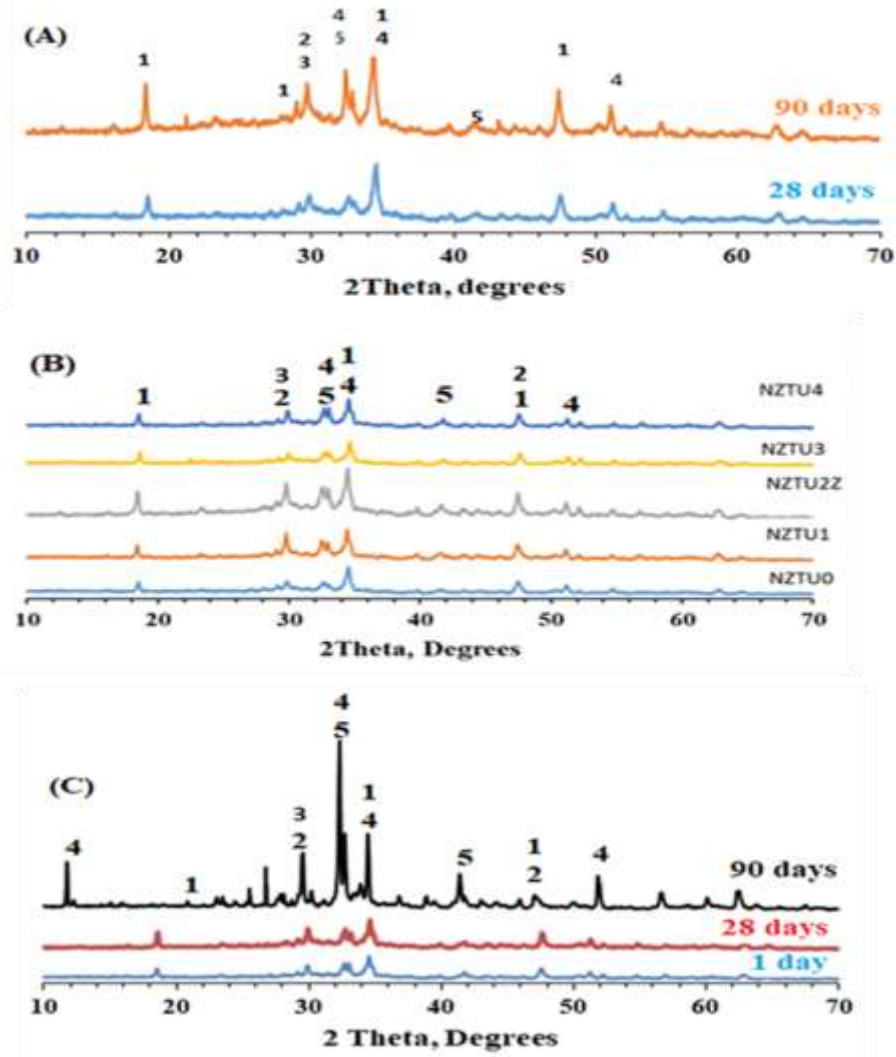 (A)
4 1
1 2 3 1 5 4 1 4
5
90 days
28 days
10 20 30 40 50 60 70
2Theta, degrees
(B)
1
3 4 2
1 2 5 4 5 1 4
NZTU4
NZTU3
NZTU2Z
NZTU1
NZTU0
10 20 30 40 50 60 70
2Theta, Degrees
4
(C)
5
3 1
4 1 2 4 5 1 2 4
90 days
28 days
1 day
10 20 30 40 50 60 70
2 Theta, Degrees